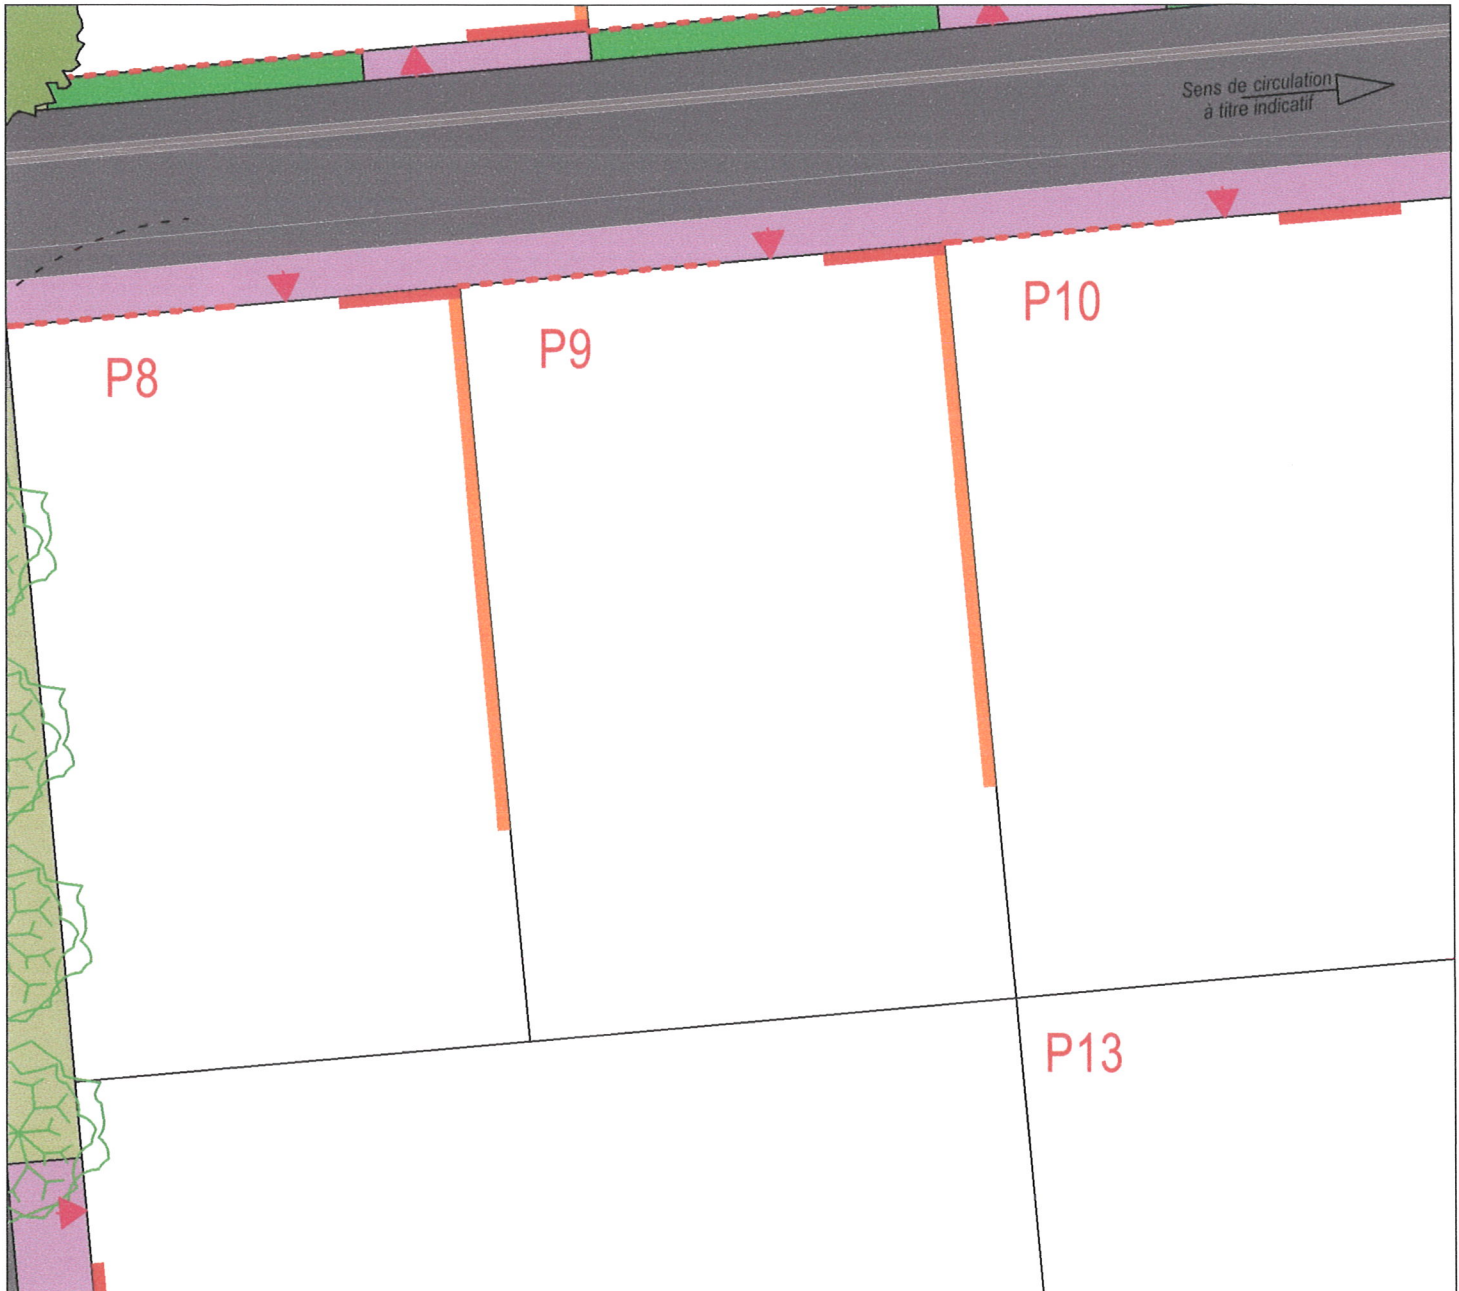 Sens de circulation
à titre indicatif
P10
P9
P8
P13